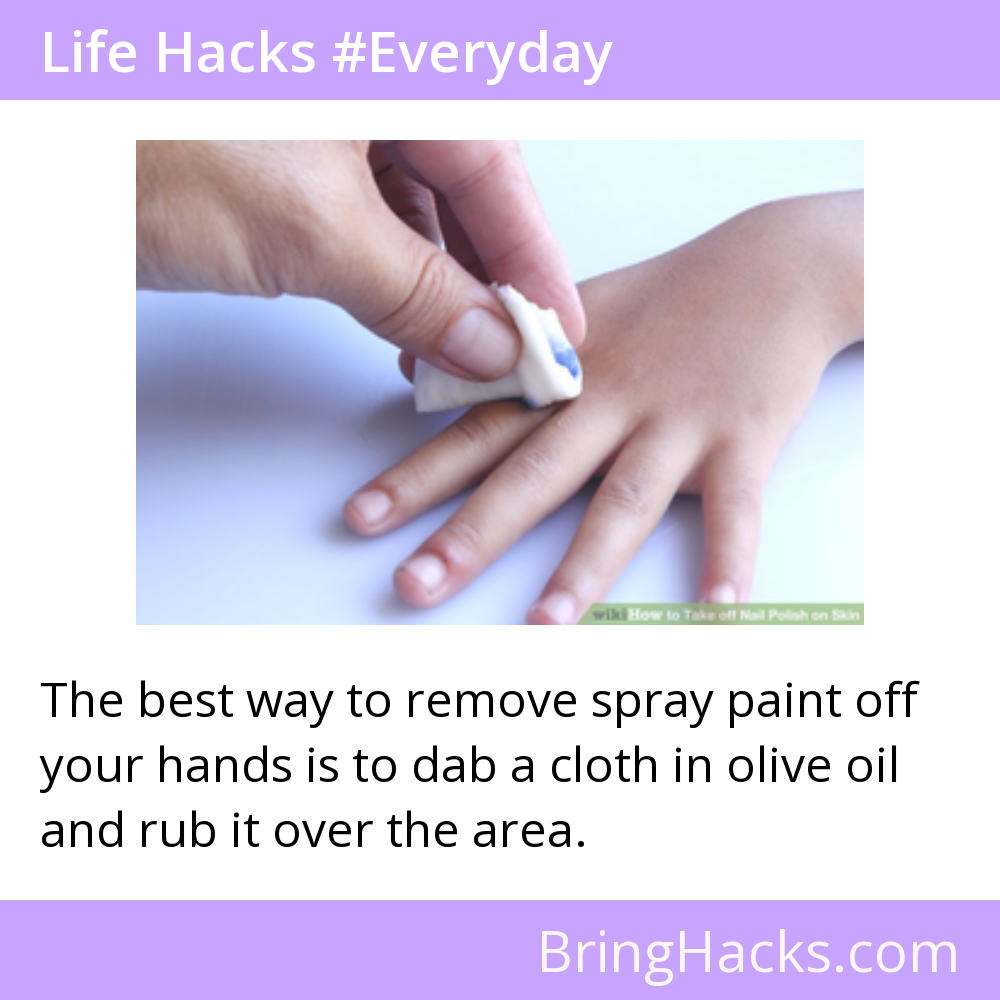 Life Hacks #Everyday
wikiHow to Take off Nail Polish on Skin
The best way to remove spray paint off
your hands is to dab a cloth in olive oil
and rub it over the area.
BringHacks.com